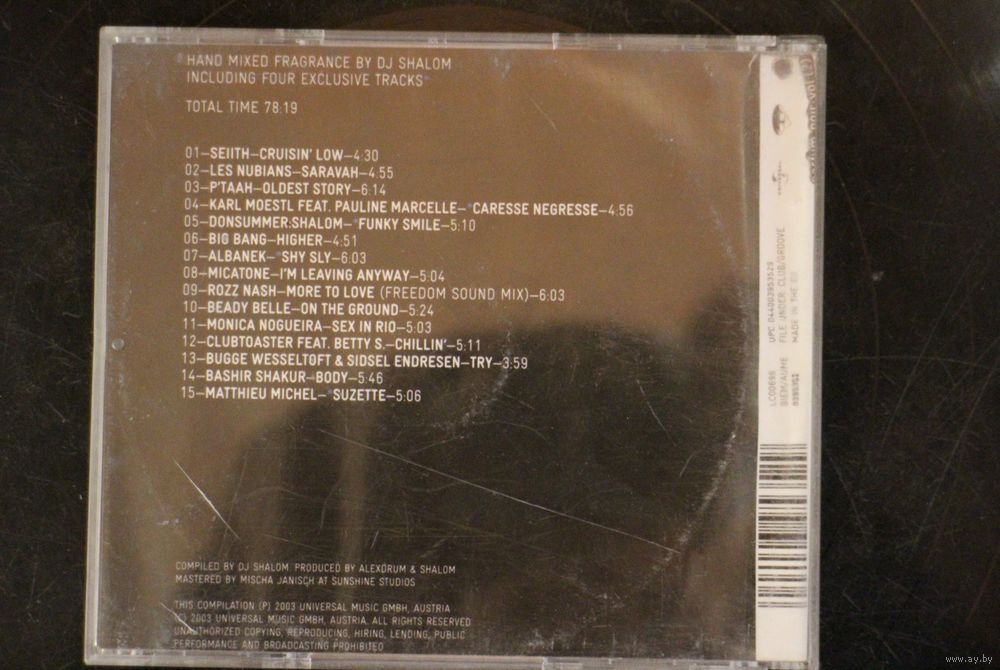 HAND MIXED FRAGRANCE BY DJ SHALOM
INCLUDING FOUR EXCLUSIVE TRACKS*
TOTAL TIME 78:19
01—SEIITH—CRUISIN' LOW—4:30
02—LES NUBIANS—SARAVAH—4:55
03—P'TAAH—OLDEST STORY—6:14
04—KARL MOESTL FEAT. PAULINE MARCELLE—*CARESSE NEGRESSE—4:56
05—DONSUMMER:SHALOM—*FUNKY SMILE—5:10
06—BIG BANG—HIGHER—4:51
07—ALBANEK—*SHY SLY—6:03
08—MICATONE—I'M LEAVING ANYWAY—5:04
09—ROZZ NASH—MORE TO LOVE (FREEDOM SOUND MIX)—6:03
10—BEADY BELLE—ON THE GROUND—5:24
11—MONICA NOGUEIRA—SEX IN RIO—5:03
12—CLUBTOASTER FEAT. BETTY S.—CHILLIN'—5:11
13—BUGGE WESSELTOFT & SIDSEL ENDRESEN—TRY—3:59
14—BASHIR SHAKUR—BODY—5:46
15—MATTHIEU MICHEL—*SUZETTE—5:06
COMPILED BY DJ SHALOM. PRODUCED BY ALEXDRUM & SHALOM
MASTERED BY MISCHA JANISCH AT SUNSHINE STUDIOS
THIS COMPILATION (P) 2003 UNIVERSAL MUSIC GMBH, AUSTRIA
(C) 2003 UNIVERSAL MUSIC GMBH, AUSTRIA. ALL RIGHTS RESERVED
UNAUTHORIZED COPYING, REPRODUCING, HIRING, LENDING, PUBLIC
PERFORMANCE AND BROADCASTING PROHIBITED
UNIVERSAL
UPC 044003953529
FILE UNDER: CLUB/GROOVE
MADE IN THE EU
LC00698
BIEM/AUME
www.ay.by